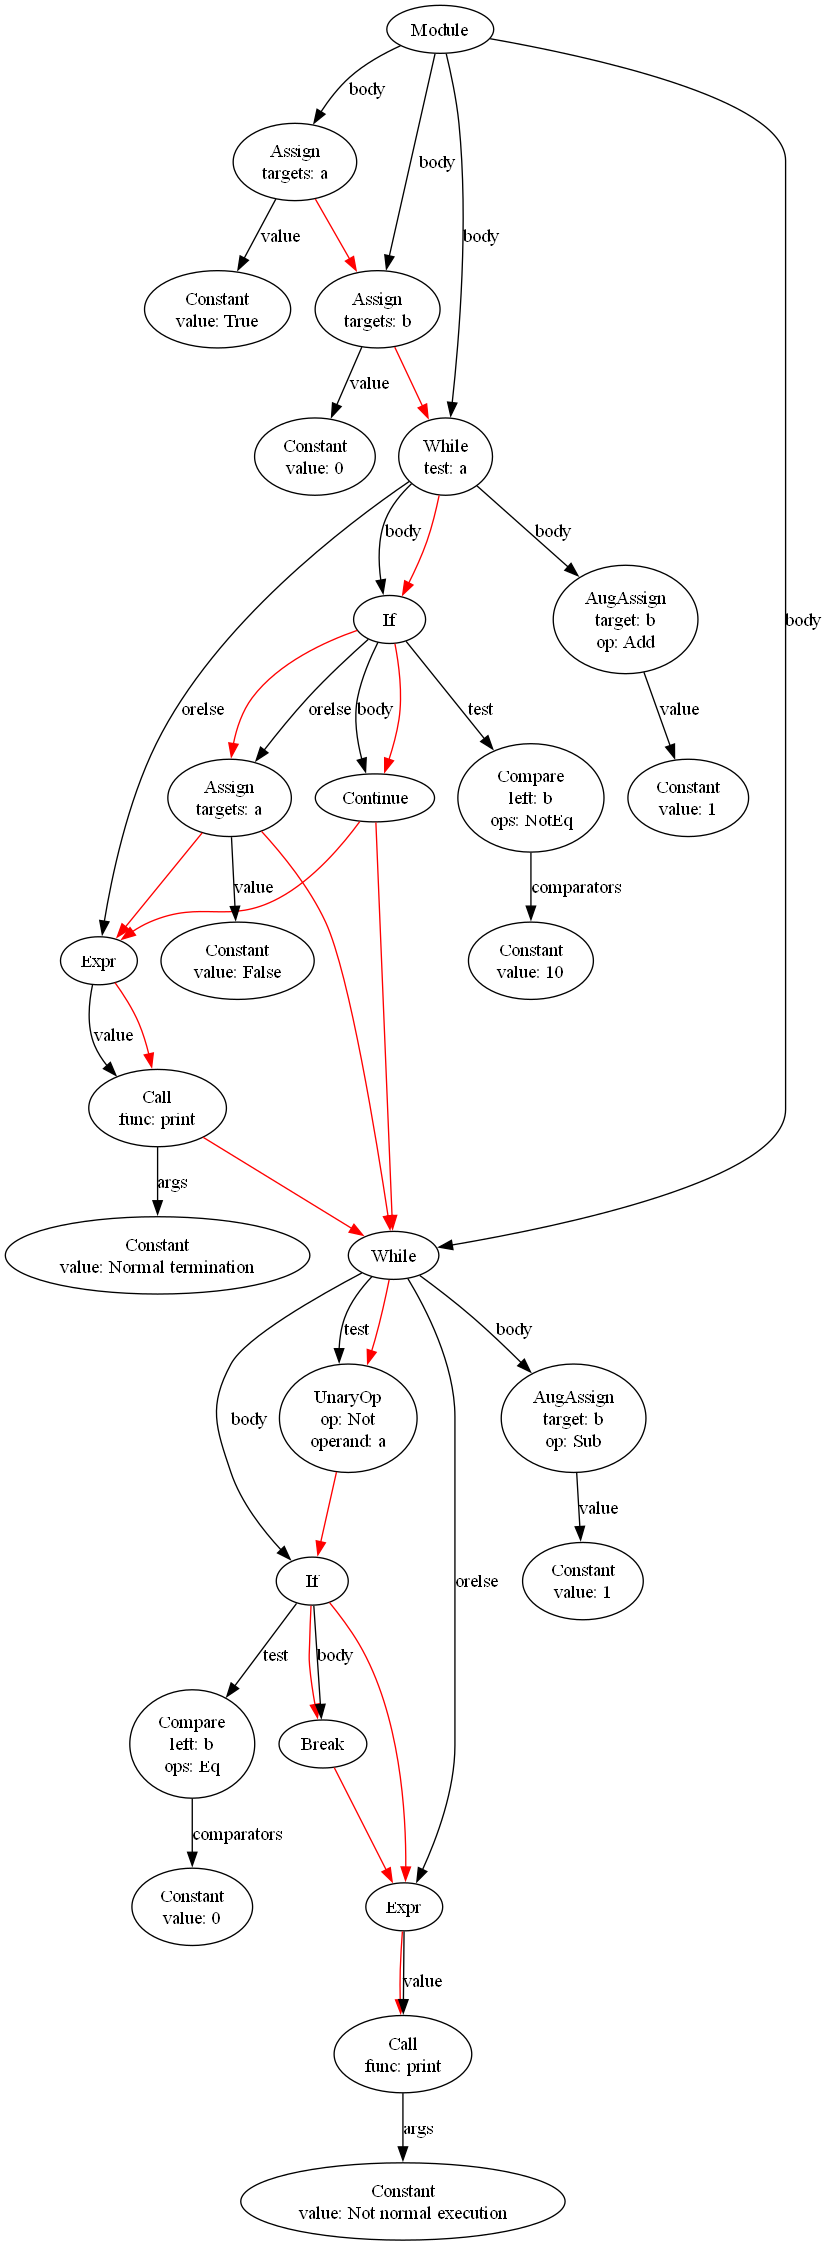 Module
body
Assign
targets: a
body
body
value
Constant
value: True
Assign
targets: b
value
Constant
value: 0
While
test: a
body
body
AugAssign
target: b
op: Add
If
body
orelse
orelse
body
test
value
Assign
targets: a
Continue
Compare
left: b
ops: NotEq
Constant
value: 1
value
comparators
Expr
Constant
value: False
Constant
value: 10
value
Call
func: print
args
Constant
value: Normal termination
While
test
body
body
UnaryOp
op: Not
operand: a
AugAssign
target: b
op: Sub
value
If
orelse
Constant
value: 1
test
body
Compare
left: b
ops: Eq
Break
comparators
Constant
value: 0
Expr
value
Call
func: print
args
Constant
value: Not normal execution